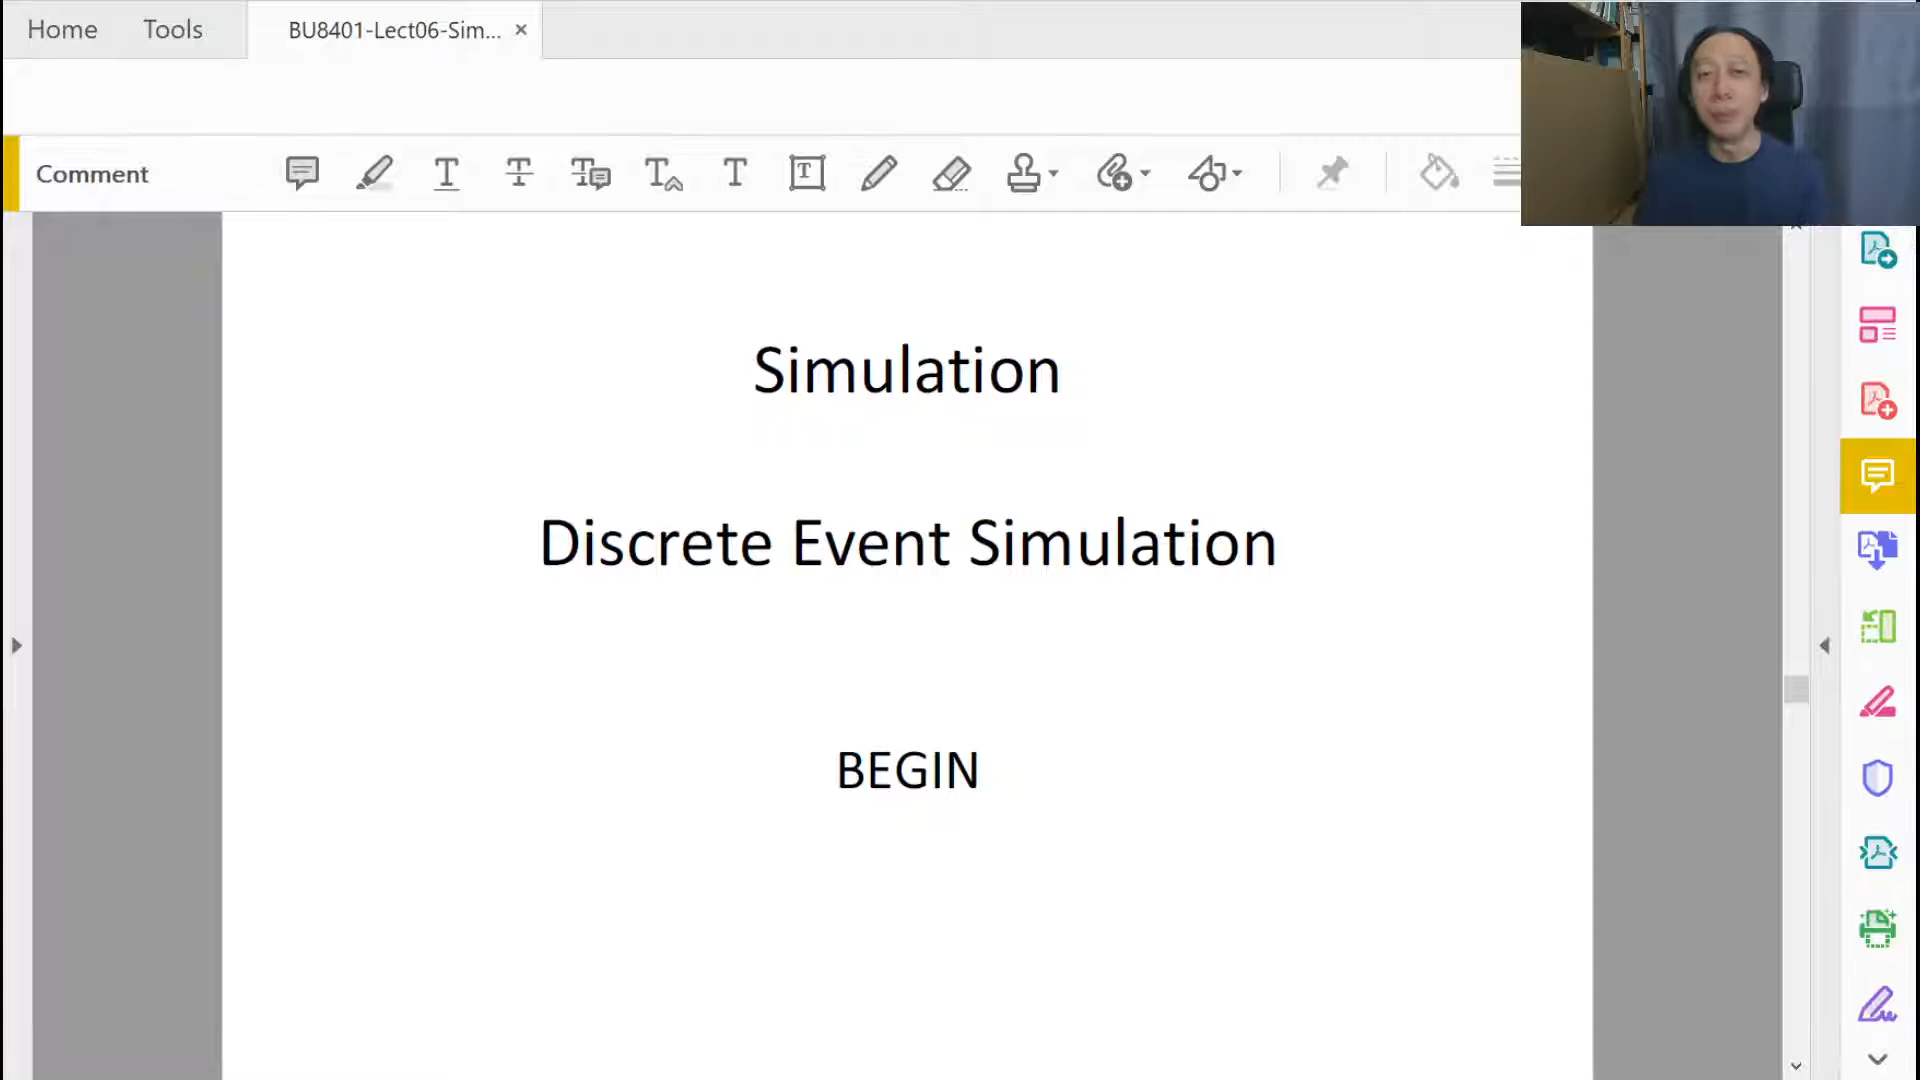 Home Tools BU8401-Lect06-Sim...
Comment
Simulation
Discrete Event Simulation
BEGIN